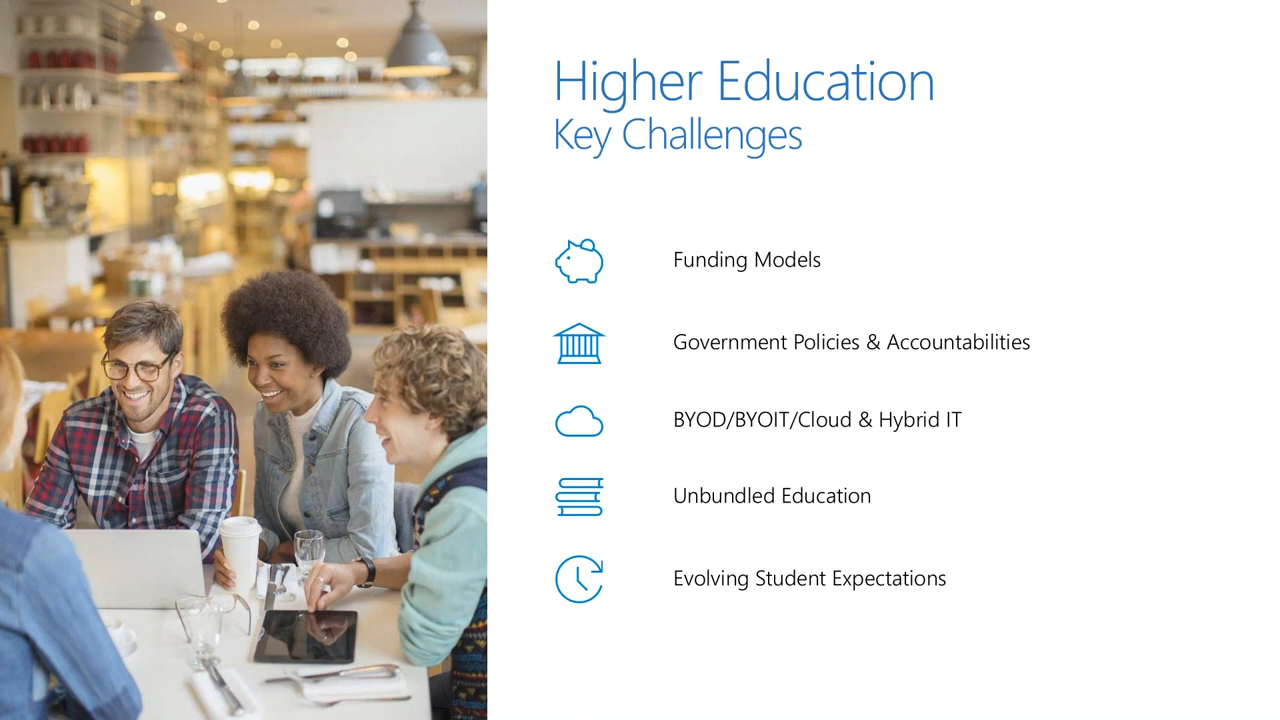 Higher Education
Key Challenges
Funding Models
Government Policies & Accountabilities
BYOD/BYOIT/Cloud & Hybrid IT
Unbundled Education
Evolving Student Expectations